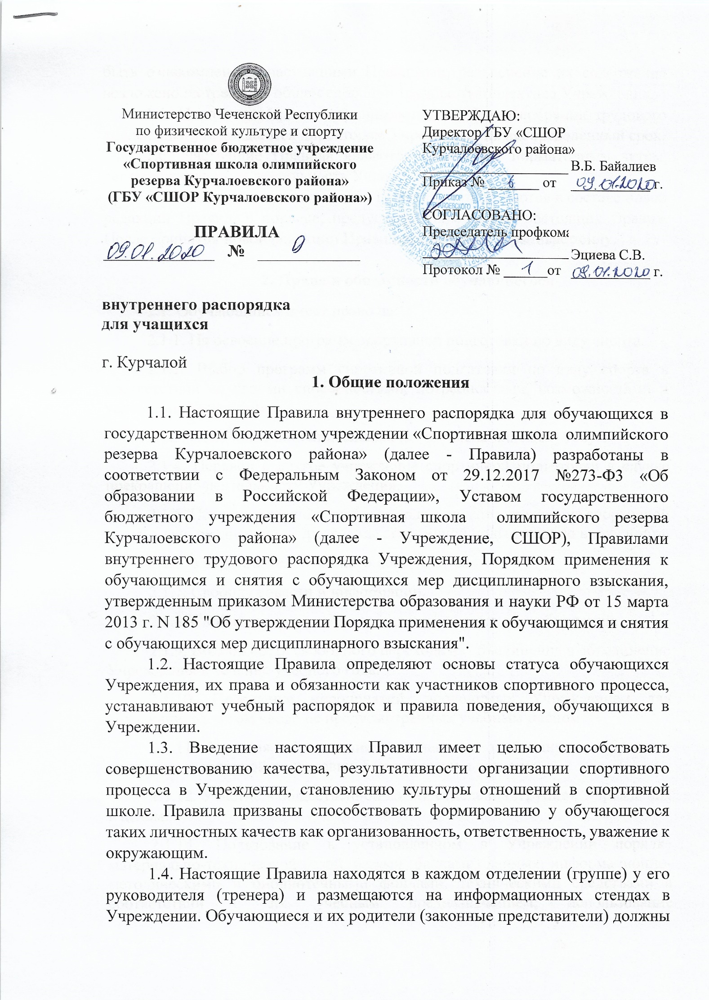 Министерство Чеченской Республики
по физической культуре и спорту
Государственное бюджетное учреждение
«Спортивная школа олимпийского
резерва Курчалоевского района»
(ГБУ «СШОР Курчалоевского района»)
ПРАВИЛА
09.01.2020 № 9
УТВЕРЖДАЮ:
Директор ГБУ «СШОР
Курчалоевского района»
В.Б. Байалиев
Приказ № 6 от 09.01.2020 г.
СОГЛАСОВАНО:
Председатель профкома
Эциева С.В.
Протокол № 1 от 09.01.2020 г.
ГБУ "СШОР
КУРЧАЛОЕВСКОГО
РАЙОНА"
внутреннего распорядка
для учащихся
г. Курчалой
1. Общие положения
1.1. Настоящие Правила внутреннего распорядка для обучающихся в
государственном бюджетном учреждении «Спортивная школа олимпийского
резерва Курчалоевского района» (далее - Правила) разработаны в
соответствии с Федеральным Законом от 29.12.2017 №273-ФЗ «Об
образовании в Российской Федерации», Уставом государственного
бюджетного учреждения «Спортивная школа олимпийского резерва
Курчалоевского района» (далее - Учреждение, СШОР), Правилами
внутреннего трудового распорядка Учреждения, Порядком применения к
обучающимся и снятия с обучающихся мер дисциплинарного взыскания,
утвержденным приказом Министерства образования и науки РФ от 15 марта
2013 г. N 185 "Об утверждении Порядка применения к обучающимся и снятия
с обучающихся мер дисциплинарного взыскания".
1.2. Настоящие Правила определяют основы статуса обучающихся
Учреждения, их права и обязанности как участников спортивного процесса,
устанавливают учебный распорядок и правила поведения, обучающихся в
Учреждении.
1.3. Введение настоящих Правил имеет целью способствовать
совершенствованию качества, результативности организации спортивного
процесса в Учреждении, становлению культуры отношений в спортивной
школе. Правила призваны способствовать формированию у обучающегося
таких личностных качеств как организованность, ответственность, уважение к
окружающим.
1.4. Настоящие Правила находятся в каждом отделении (группе) у его
руководителя (тренера) и размещаются на информационных стендах в
Учреждении. Обучающиеся и их родители (законные представители) должны